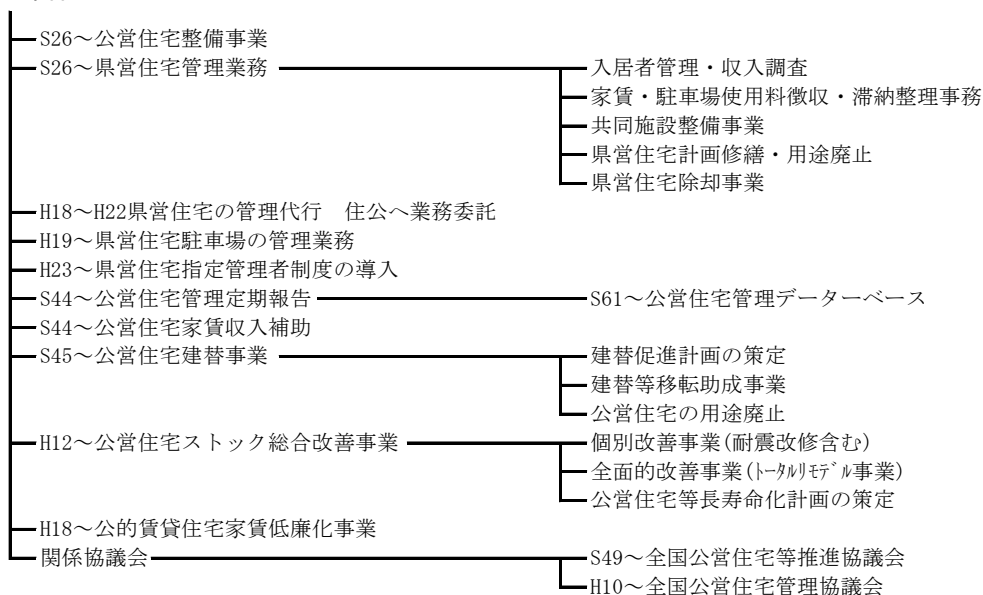 S26～公営住宅整備事業
S26～県営住宅管理業務 入居者管理・収入調査
家賃・駐車場使用料徴収・滞納整理事務
共同施設整備事業
県営住宅計画修繕・用途廃止
県営住宅除却事業
H18～H22県営住宅の管理代行　住公へ業務委託
H19～県営住宅駐車場の管理業務
H23～県営住宅指定管理者制度の導入
S44～公営住宅管理定期報告 S61～公営住宅管理データーベース
S44～公営住宅家賃収入補助
S45～公営住宅建替事業 建替促進計画の策定
建替等移転助成事業
公営住宅の用途廃止
H12～公営住宅ストック総合改善事業 個別改善事業(耐震改修含む)
全面的改善事業(ﾄｰﾀﾙﾘﾓﾃﾞﾙ事業)
公営住宅等長寿命化計画の策定
H18～公的賃貸住宅家賃低廉化事業
関係協議会 S49～全国公営住宅等推進協議会
H10～全国公営住宅管理協議会